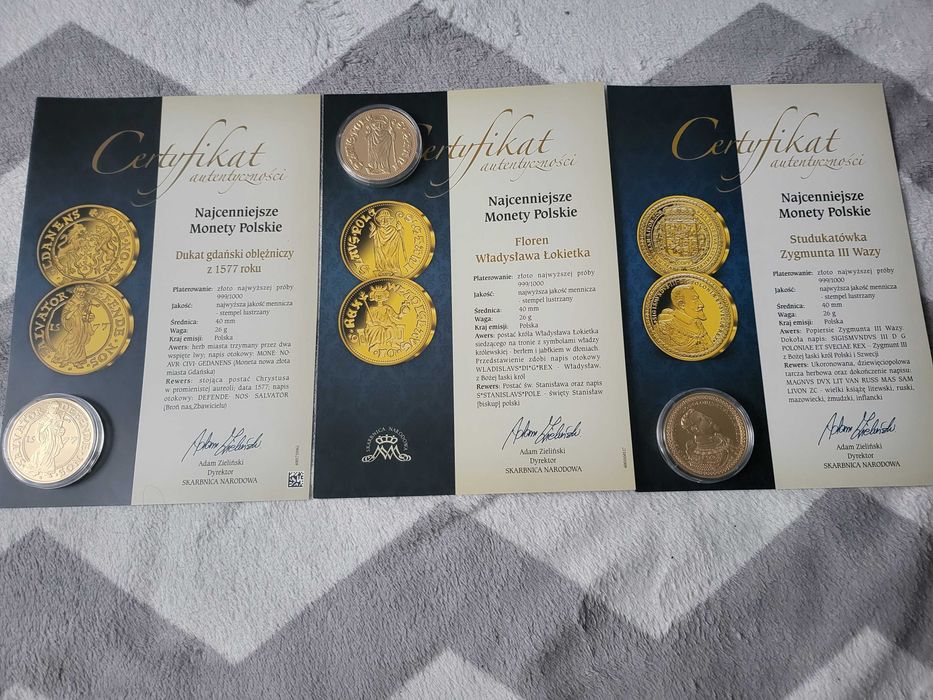 Certyfikat
autentyczności
Najcenniejsze
Monety Polskie
Dukat gdański oblężniczy
z 1577 roku
Platerowanie: złoto najwyższej próby
999/1000
Jakość: najwyższa jakość mennicza
- stempel lustrzany
Średnica: 40 mm
Waga: 26 g
Kraj emisji: Polska
Awers: herb miasta trzymany przez dwa
wspięte lwy; napis otokowy: MONE NO
AVR CIVI GEDANENS (Moneta nowa złota
miasta Gdańska)
Rewers: stojąca postać Chrystusa
w promienistej aureoli; data 1577; napis
otokowy: DEFENDE NOS SALVATOR
(Broń nas,Zbawicielu)
Adam Zieliński
Dyrektor
SKARBNICA NARODOWA
Certyfikat
autentyczności
Najcenniejsze
Monety Polskie
Floren
Władysława Łokietka
Platerowanie: złoto najwyższej próby
999/1000
Jakość: najwyższa jakość mennicza
- stempel lustrzany
Średnica: 40 mm
Waga: 26 g
Kraj emisji: Polska
Awers: postać króla Władysława Łokietka
siedzącego na tronie z symbolami władzy
królewskiej - berłem i jabłkiem w dłoniach.
Przedstawienie zdobi napis otokowy
WLADISLAVS*DI*G*REX - Władysław.
z Bożej łaski król
Rewers: Postać św. Stanisława oraz napis
S*STANISLAVS*POLE - święty Stanisław
[biskup] polski
SKARBNICA NARODOWA
Adam Zieliński
Dyrektor
SKARBNICA NARODOWA
Certyfikat
autentyczności
Najcenniejsze
Monety Polskie
Studukatówka
Zygmunta III Wazy
Platerowanie: złoto najwyższej próby
999/1000
Jakość: najwyższa jakość mennicza
- stempel lustrzany
Średnica: 40 mm
Waga: 26 g
Kraj emisji: Polska
Awers: Popiersie Zygmunta III Wazy.
Dokoła napis: SIGISMVNDVS III D G
POLONIAE ET SVECIAE REX - Zygmunt III
z Bożej łaski król Polski i Szwecji
Rewers: Ukoronowana, dziewięciopolowa
tarcza herbowa oraz dokończenie napisu:
MAGNVS DVX LIT VAN RUSS MAS SAM
LIVON ZC - wielki książę litewski, ruski,
mazowiecki, żmudzki, inflancki
Adam Zieliński
Dyrektor
SKARBNICA NARODOWA